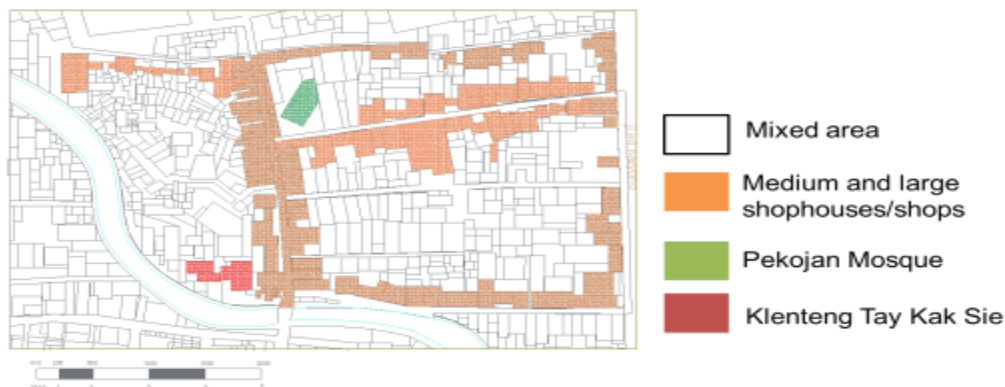 Mixed area
Medium and large
shophouses/shops
Pekojan Mosque
Klenteng Tay Kak Sie